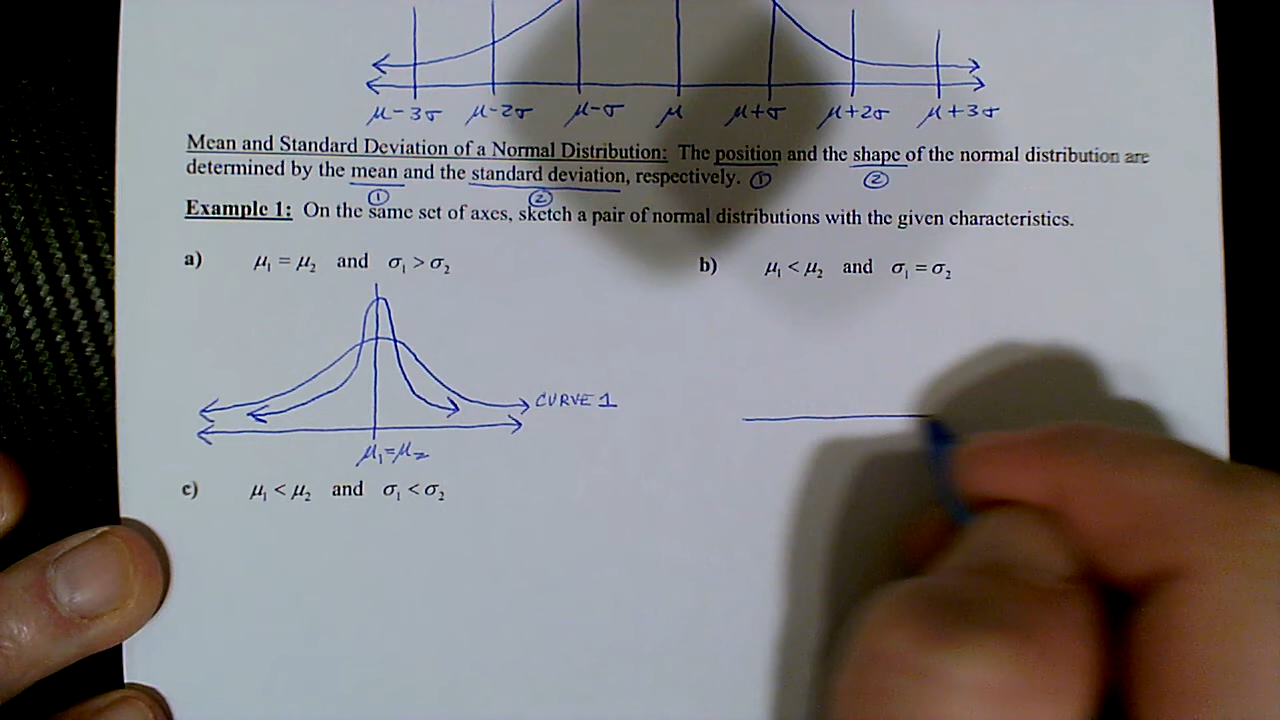 μ-3σ μ-2σ μ-σ μ μ+σ μ+2σ μ+3σ
Mean and Standard Deviation of a Normal Distribution: The position and the shape of the normal distribution are
determined by the mean and the standard deviation, respectively. ① ②
① ②
Example 1: On the same set of axes, sketch a pair of normal distributions with the given characteristics.
a) μ₁ = μ₂ and σ₁ > σ₂
b) μ₁ < μ₂ and σ₁ = σ₂
CURVE 1
μ₁=μ₂
c) μ₁ < μ₂ and σ₁ < σ₂